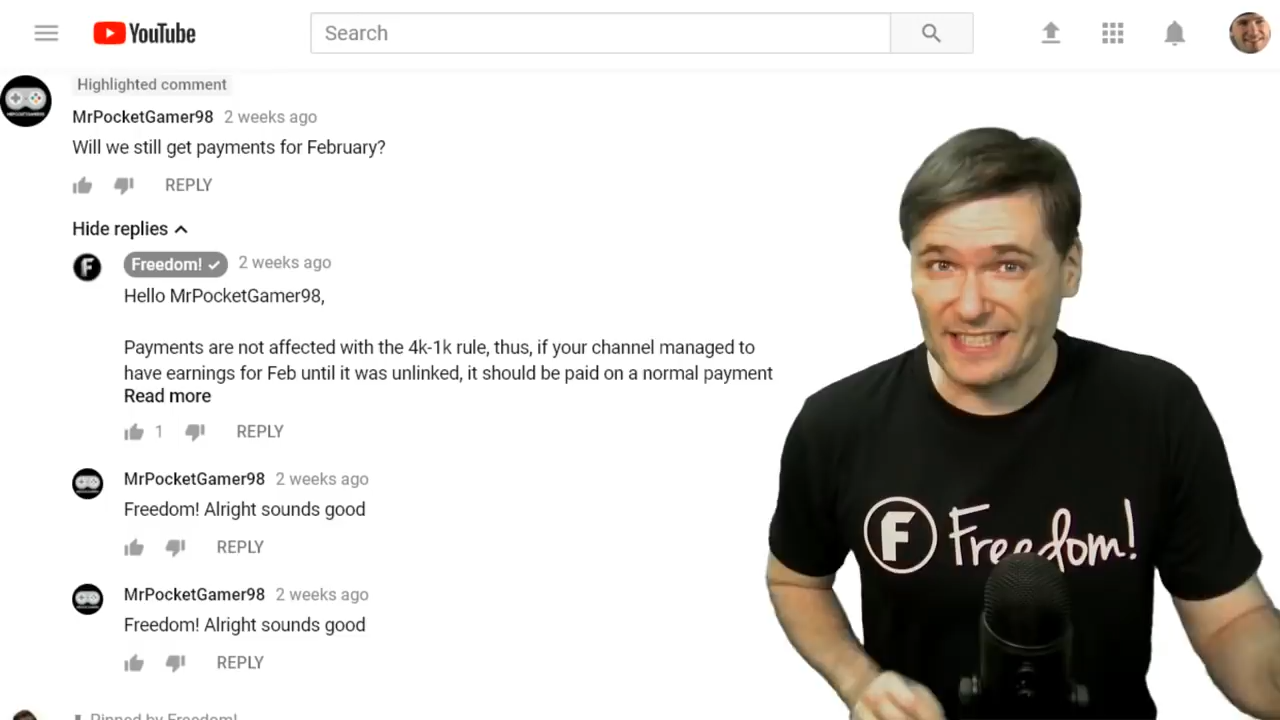 YouTube
Search
Highlighted comment
MrPocketGamer98 2 weeks ago
Will we still get payments for February?
REPLY
Hide replies
Freedom! 2 weeks ago
Hello MrPocketGamer98,
Payments are not affected with the 4k-1k rule, thus, if your channel managed to
have earnings for Feb until it was unlinked, it should be paid on a normal payment
Read more
1 REPLY
MrPocketGamer98 2 weeks ago
Freedom! Alright sounds good
REPLY
MrPocketGamer98 2 weeks ago
Freedom! Alright sounds good
REPLY
Pinned by Freedom!
F Freedom!